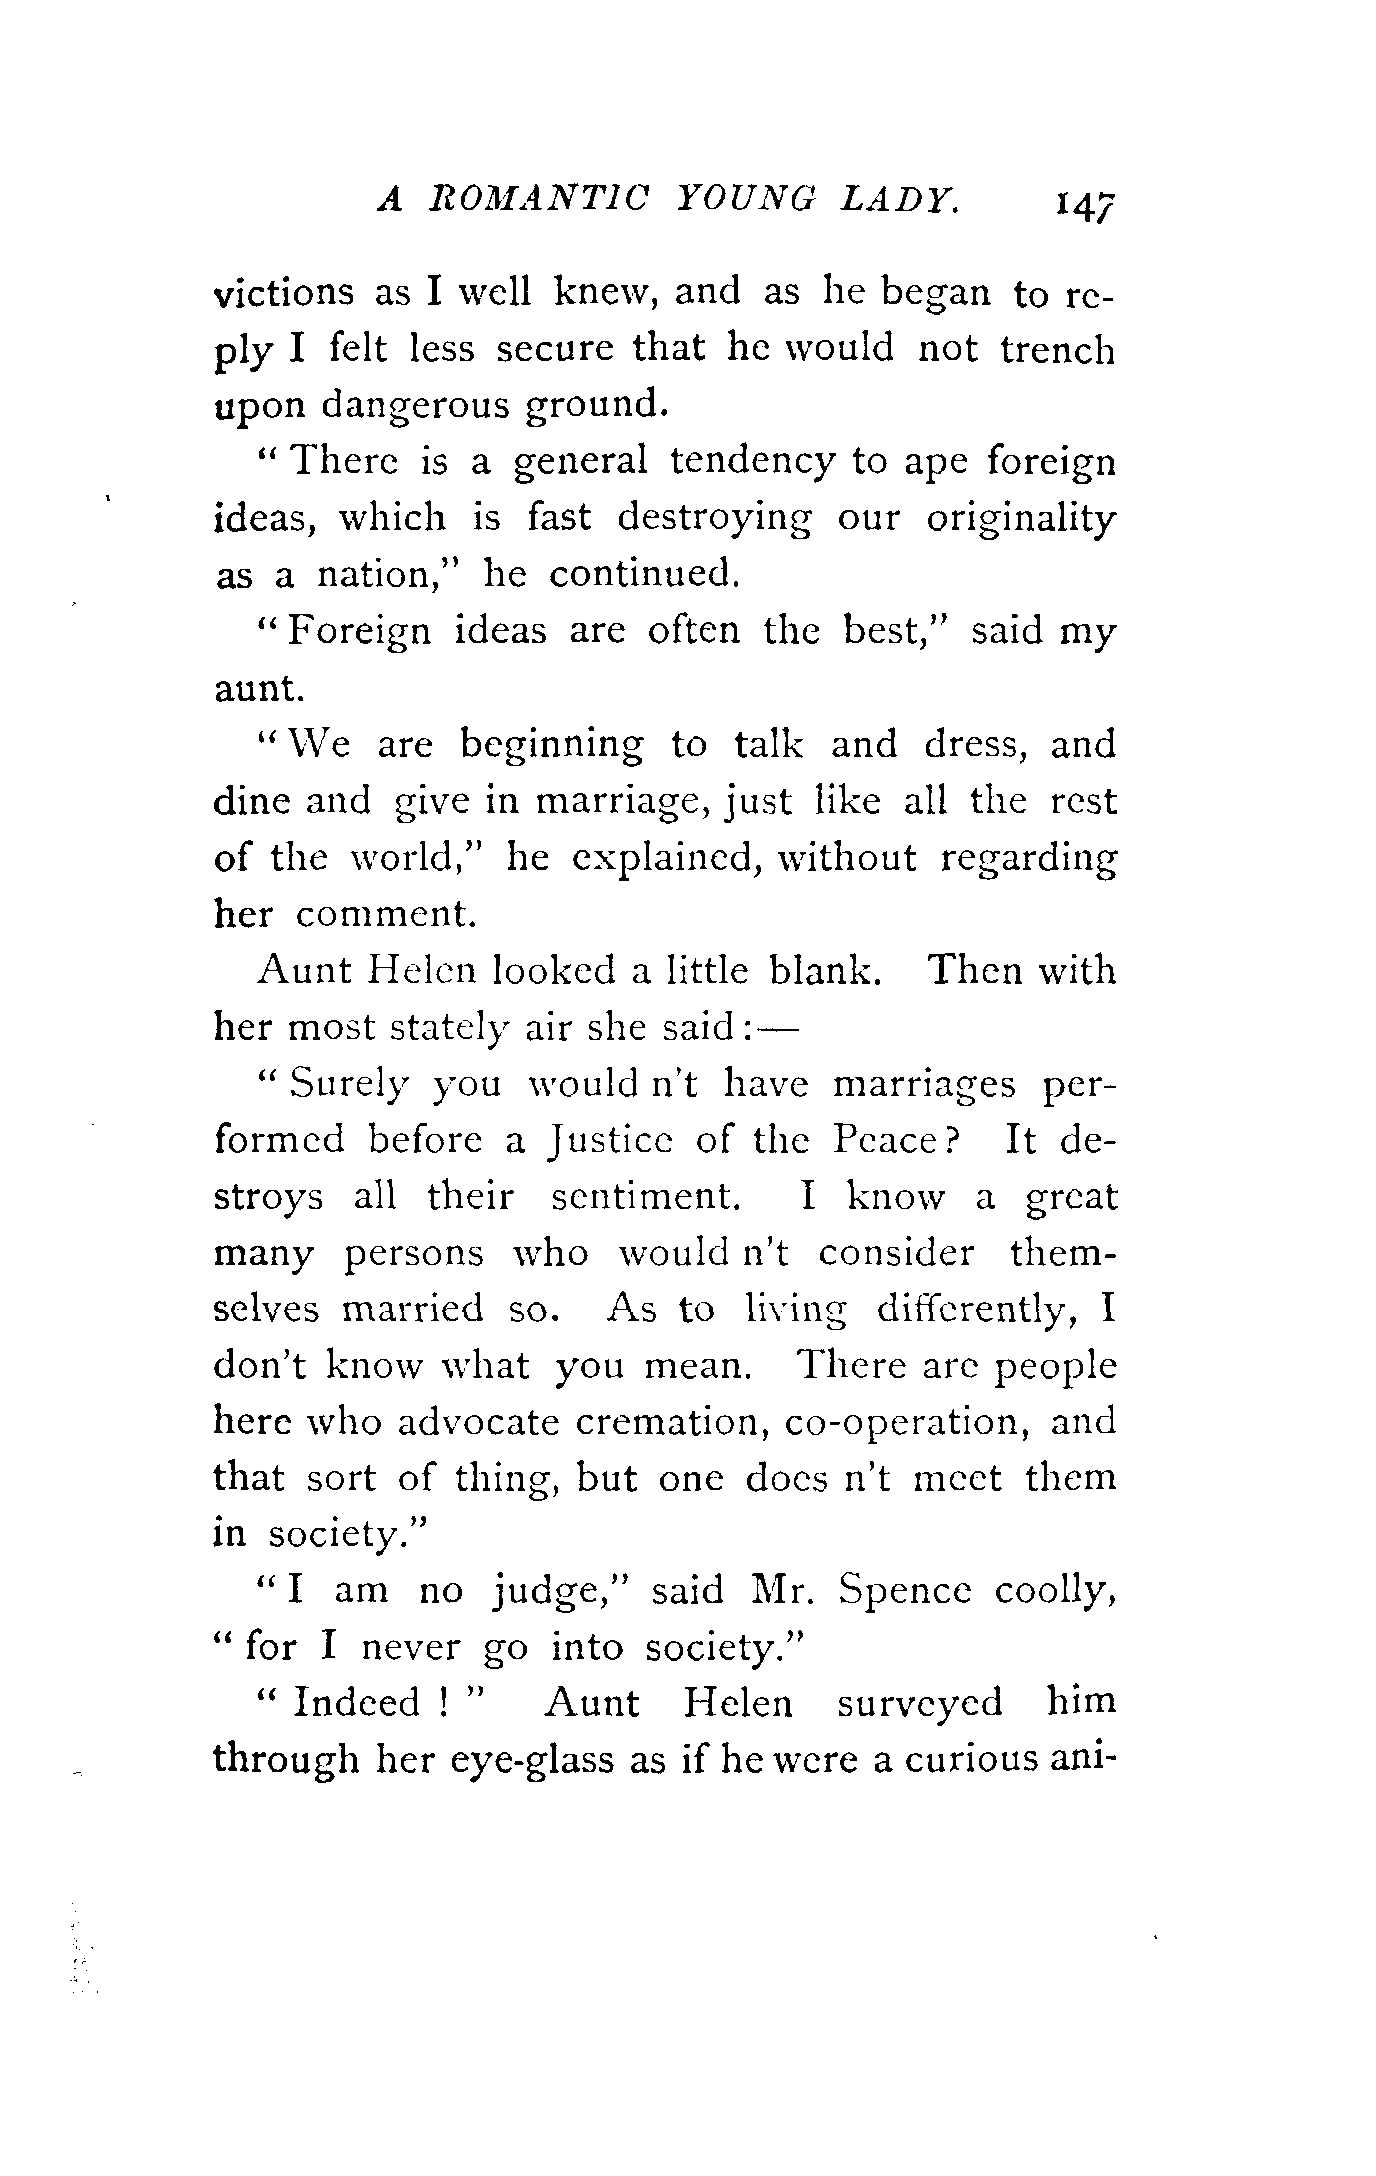 A ROMANTIC YOUNG LADY. 147
victions as I well knew, and as he began to re-
ply I felt less secure that he would not trench
upon dangerous ground.
"There is a general tendency to ape foreign
ideas, which is fast destroying our originality
as a nation," he continued.
"Foreign ideas are often the best," said my
aunt.
"We are beginning to talk and dress, and
dine and give in marriage, just like all the rest
of the world," he explained, without regarding
her comment.
Aunt Helen looked a little blank. Then with
her most stately air she said:—
"Surely you would n't have marriages per-
formed before a Justice of the Peace? It de-
stroys all their sentiment. I know a great
many persons who would n't consider them-
selves married so. As to living differently, I
don't know what you mean. There are people
here who advocate cremation, co-operation, and
that sort of thing, but one does n't meet them
in society."
"I am no judge," said Mr. Spence coolly,
"for I never go into society."
"Indeed!" Aunt Helen surveyed him
through her eye-glass as if he were a curious ani-